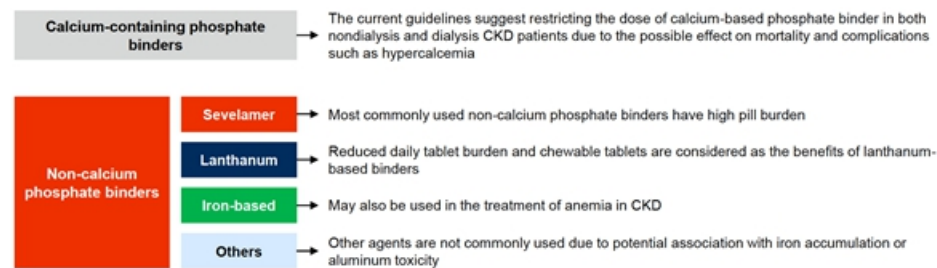 Calcium-containing phosphate
binders
The current guidelines suggest restricting the dose of calcium-based phosphate binder in both
nondialysis and dialysis CKD patients due to the possible effect on mortality and complications
such as hypercalcemia
Non-calcium
phosphate binders
Sevelamer
Most commonly used non-calcium phosphate binders have high pill burden
Lanthanum
Reduced daily tablet burden and chewable tablets are considered as the benefits of lanthanum-
based binders
Iron-based
May also be used in the treatment of anemia in CKD
Others
Other agents are not commonly used due to potential association with iron accumulation or
aluminum toxicity